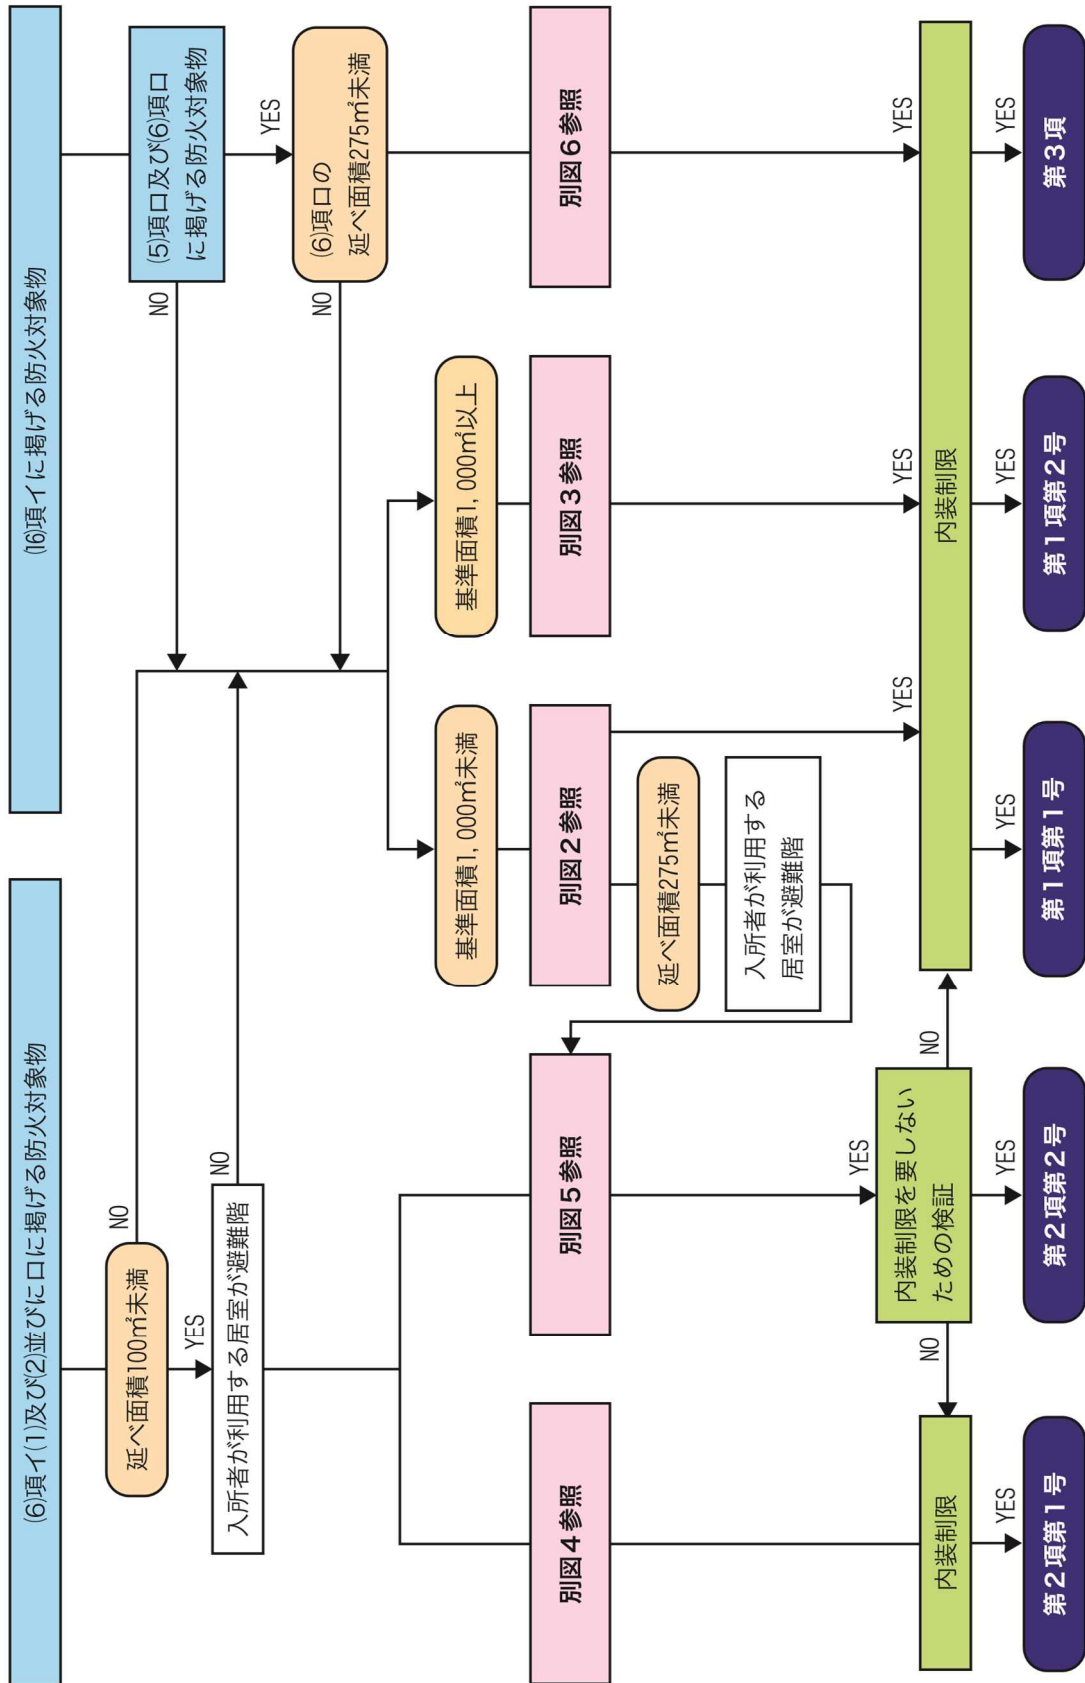 (6)項イ(1)及び(2)並びにロに掲げる防火対象物
(16)項イに掲げる防火対象物
延べ面積100㎡未満
NO
YES
入所者が利用する居室が避難階
NO
(5)項ロ及び(6)項ロ
に掲げる防火対象物
NO
YES
(6)項ロの
延べ面積275㎡未満
NO
基準面積1,000㎡未満
基準面積1,000㎡以上
別図4参照
別図5参照
別図2参照
別図3参照
別図6参照
延べ面積275㎡未満
入所者が利用する
居室が避難階
YES
YES
YES
YES
内装制限
NO
内装制限を要しない
ための検証
NO
内装制限
YES
YES
YES
YES
YES
第2項第1号
第2項第2号
第1項第1号
第1項第2号
第3項